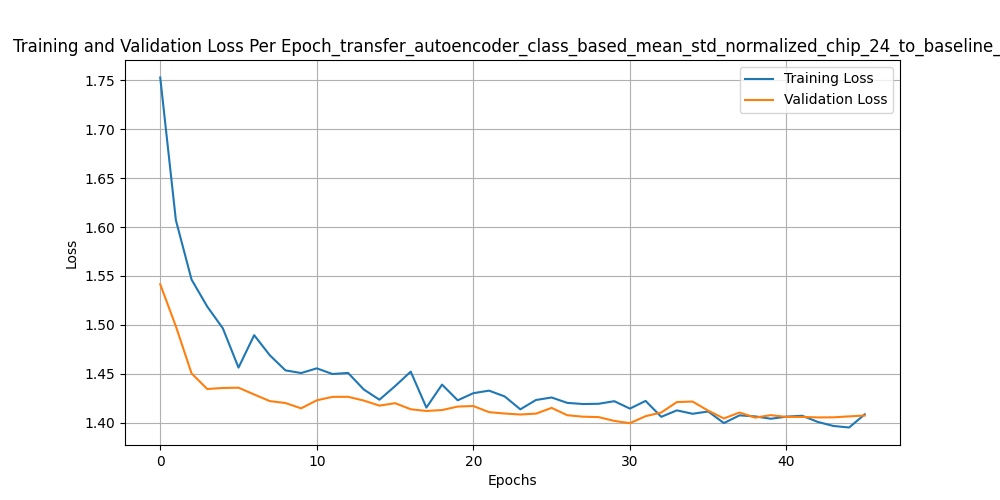 Training and Validation Loss Per Epoch_transfer_autoencoder_class_based_mean_std_normalized_chip_24_to_baseline_
Training Loss
Validation Loss
1.75
1.70
1.65
1.60
1.55
1.50
1.45
1.40
Loss
0 10 20 30 40
Epochs